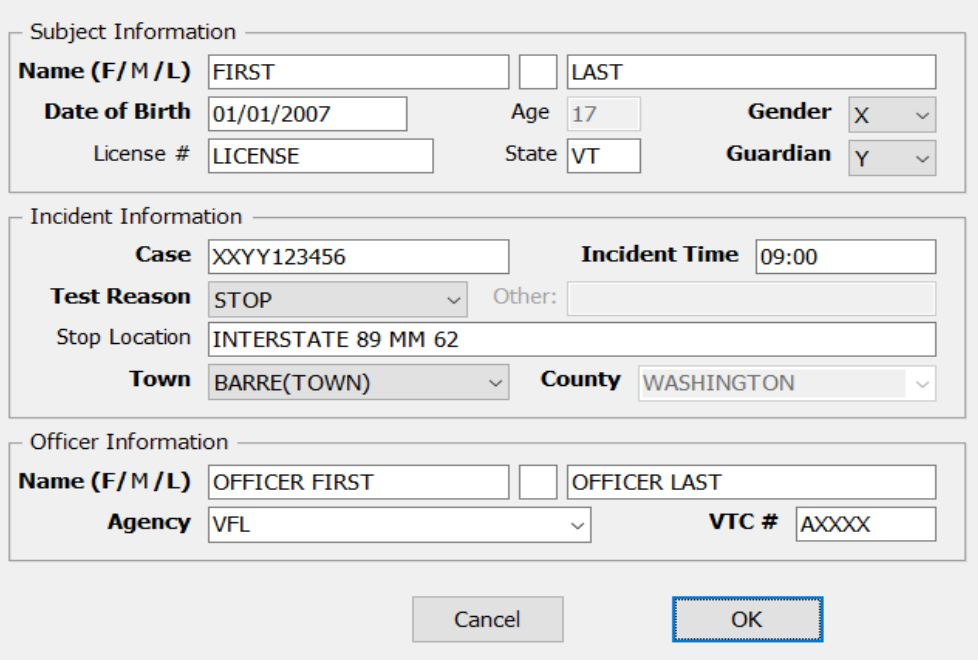 Subject Information
Name (F/M/L) FIRST LAST
Date of Birth 01/01/2007 Age 17 Gender X
License # LICENSE State VT Guardian Y
Incident Information
Case XXYY123456 Incident Time 09:00
Test Reason STOP Other:
Stop Location INTERSTATE 89 MM 62
Town BARRE(TOWN) County WASHINGTON
Officer Information
Name (F/M/L) OFFICER FIRST OFFICER LAST
Agency VFL VTC # AXXXX
Cancel OK